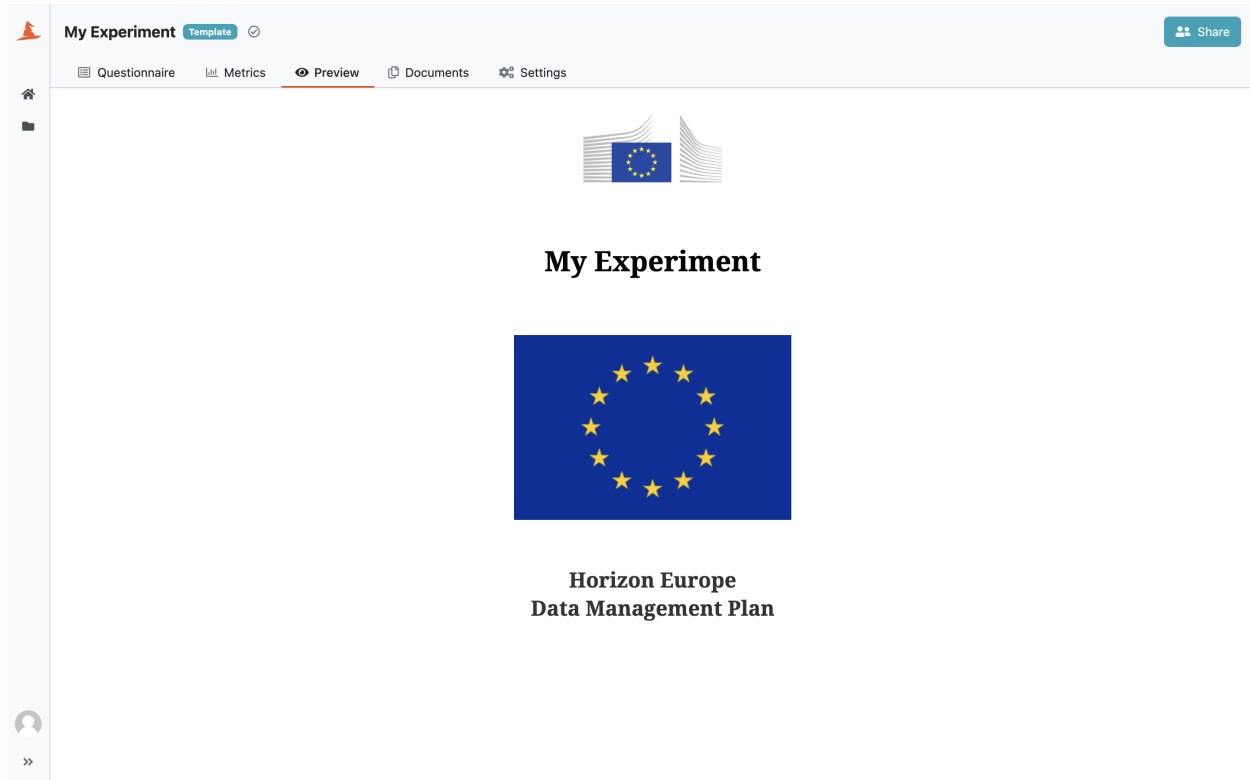 My Experiment Template
Share
Questionnaire Metrics Preview Documents Settings
My Experiment
Horizon Europe
Data Management Plan